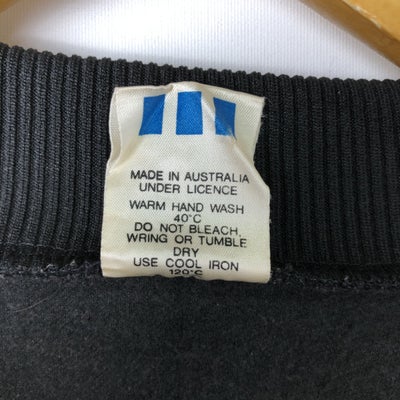 MADE IN AUSTRALIA
UNDER LICENCE
WARM HAND WASH
40°C
DO NOT BLEACH,
WRING OR TUMBLE
DRY
USE COOL IRON
120°C